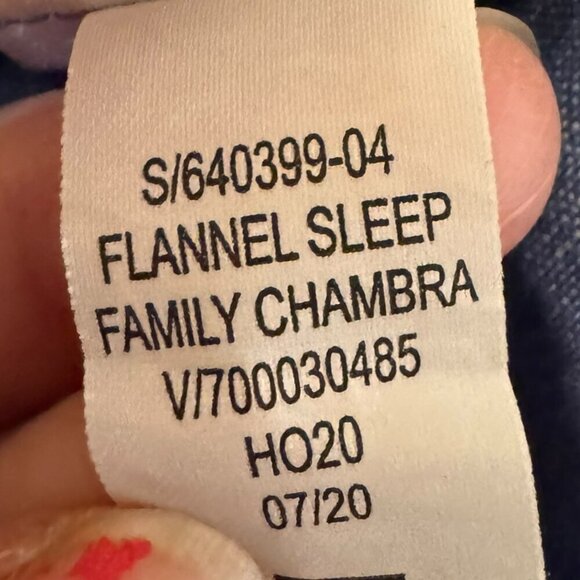 S/640399-04
FLANNEL SLEEP
FAMILY CHAMBRA
V/700030485
HO20
07/20